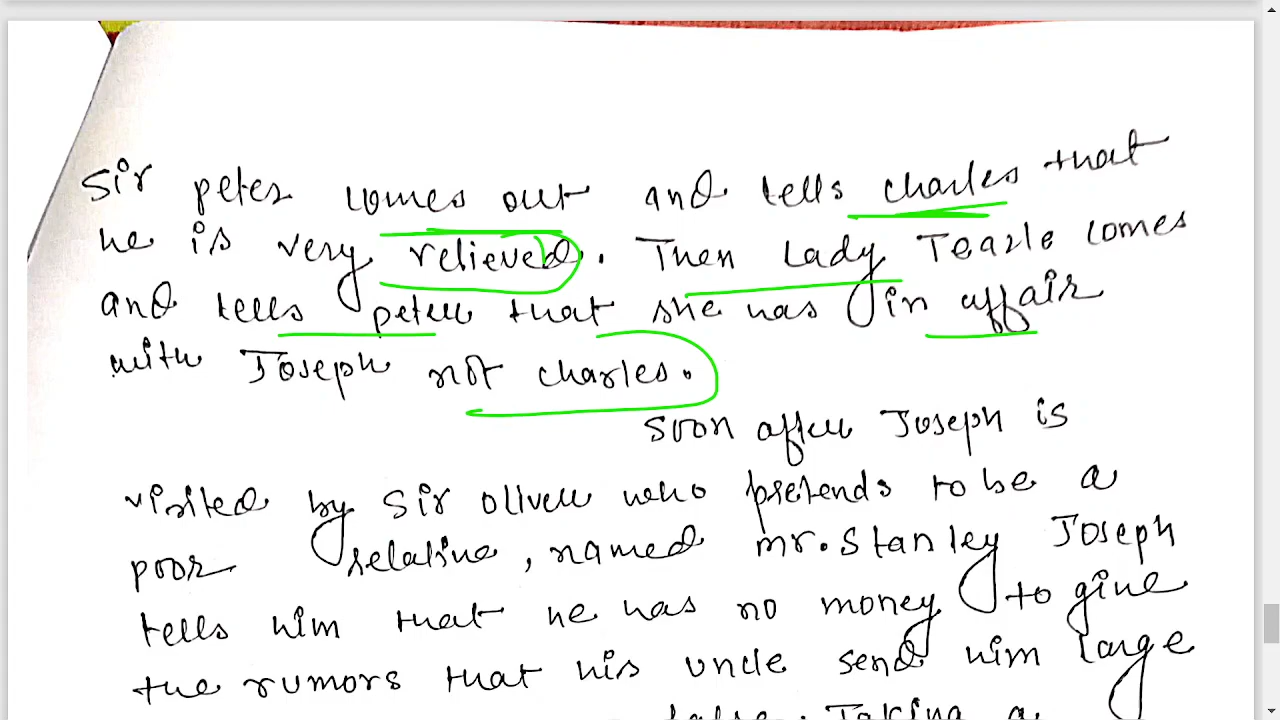 Sir peter comes out and tells charles that
he is very relieved. Then Lady Teazle comes
and tells peter that she has in affair
with Joseph not charles.
soon after Joseph is
visited by Sir oliver who pretends to be a
poor relative, named mr. Stanley Joseph
tells him that he has no money to give
the rumors that his uncle send him large
false. Taking a